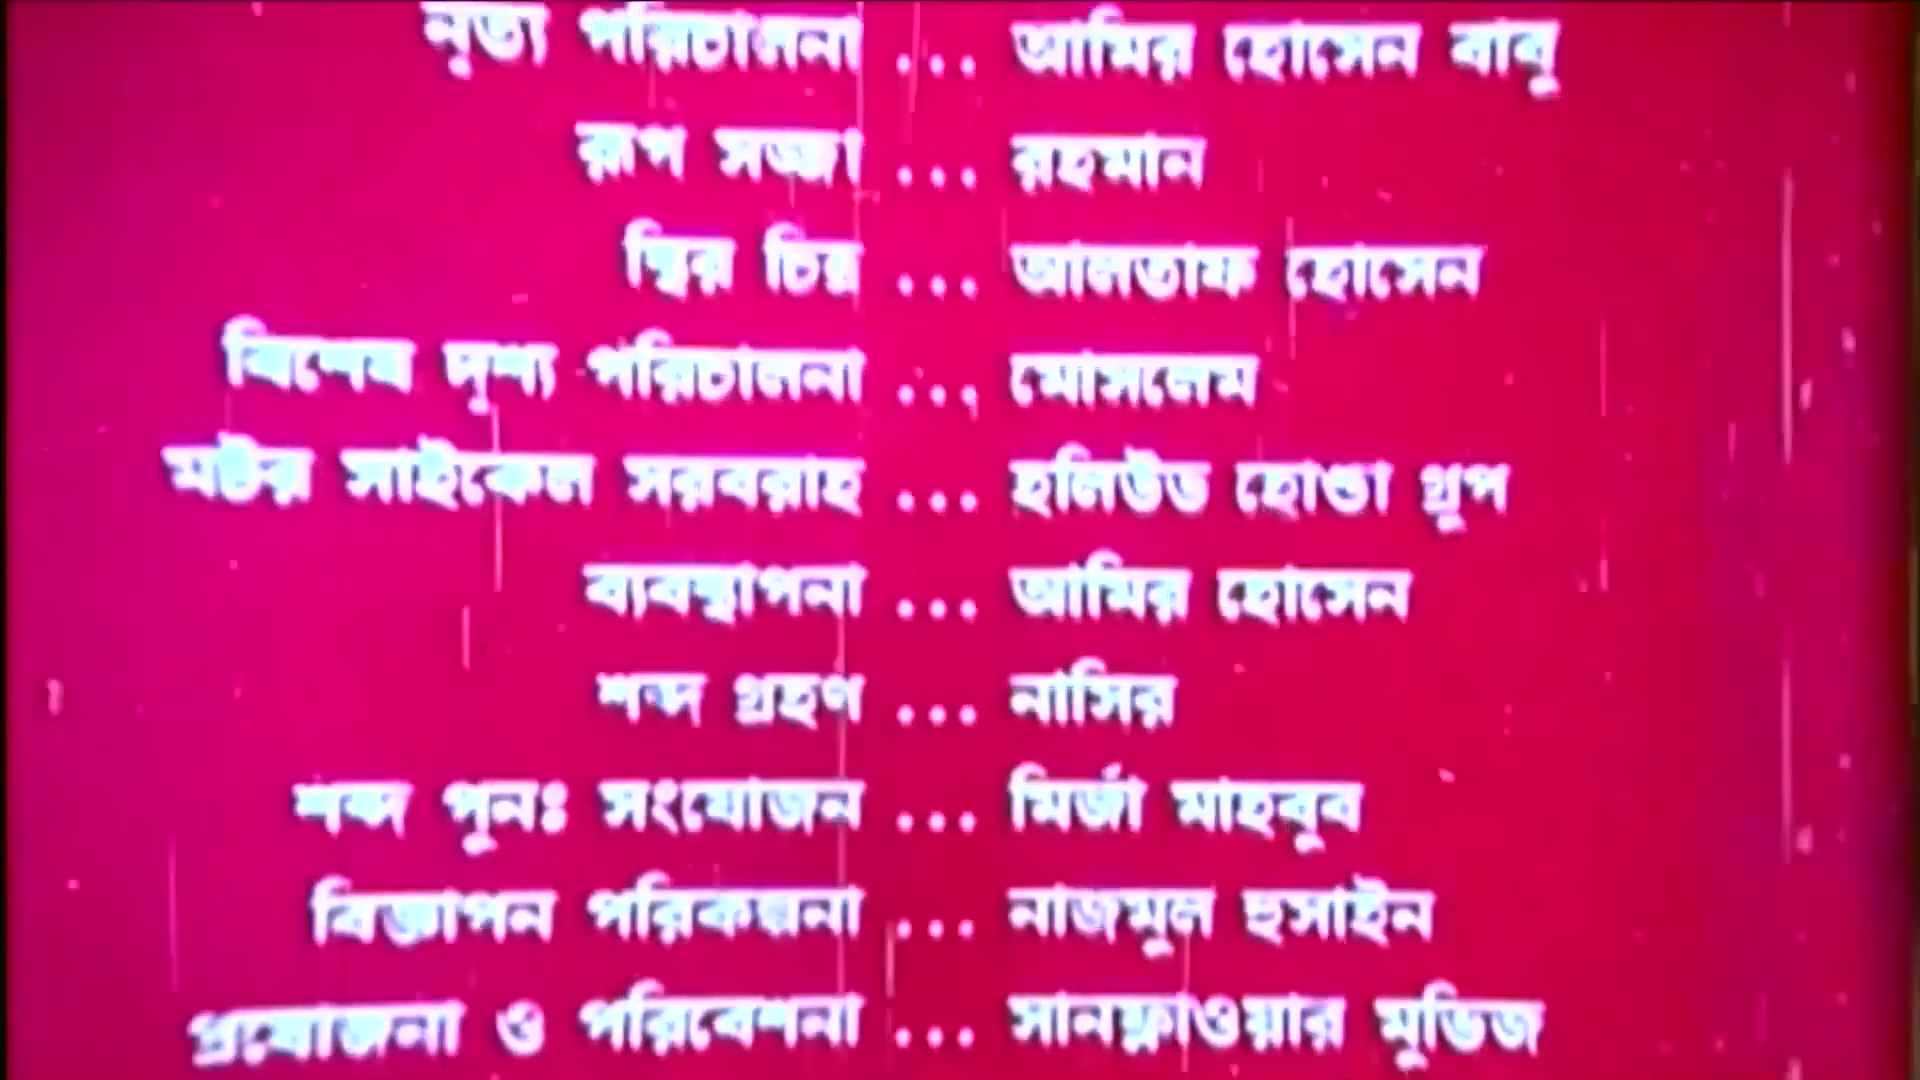 নৃত্য পরিচালনা ... আমির হোসেন বাবু
রূপ সজ্জা ... রহমান
স্থির চিত্র ... আলতাফ হোসেন
বিশেষ দৃশ্য পরিচালনা ... মোসলেম
মটর সাইকেল সরবরাহ ... হলিউড হোণ্ডা গ্রুপ
ব্যবস্থাপনা ... আমির হোসেন
শব্দ গ্রহণ ... নাসির
শব্দ পুনঃ সংযোজন ... মির্জা মাহবুব
বিজ্ঞাপন পরিকল্পনা ... নাজমুল হুসাইন
প্রযোজনা ও পরিবেশনা ... সানফ্লাওয়ার মুভিজ